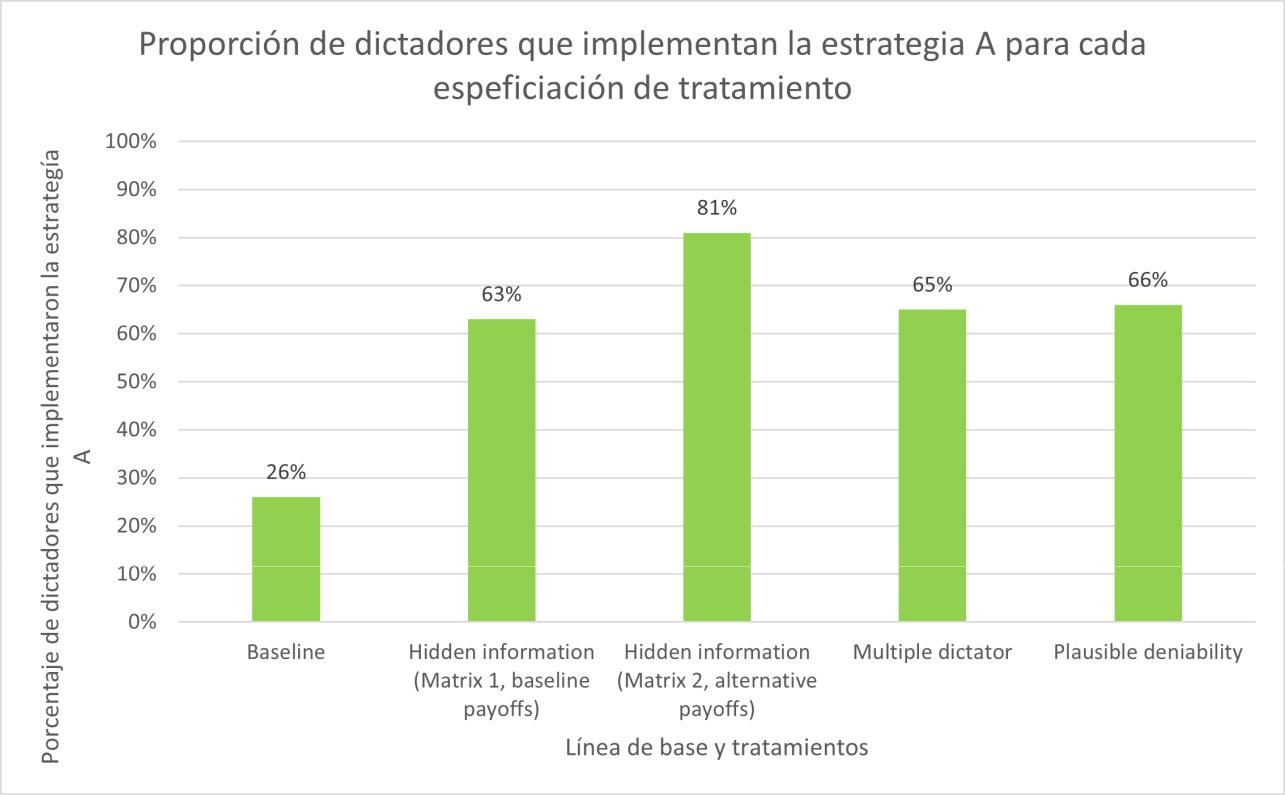 Proporción de dictadores que implementan la estrategia A para cada
espeficiación de tratamiento
Porcentaje de dictadores que implementaron la estrategía
A
100%
90%
80%
70%
60%
50%
40%
30%
20%
10%
0%
26%
63%
81%
65%
66%
Baseline
Hidden information
(Matrix 1, baseline
payoffs)
Hidden information
(Matrix 2, alternative
payoffs)
Multiple dictator
Plausible deniability
Línea de base y tratamientos